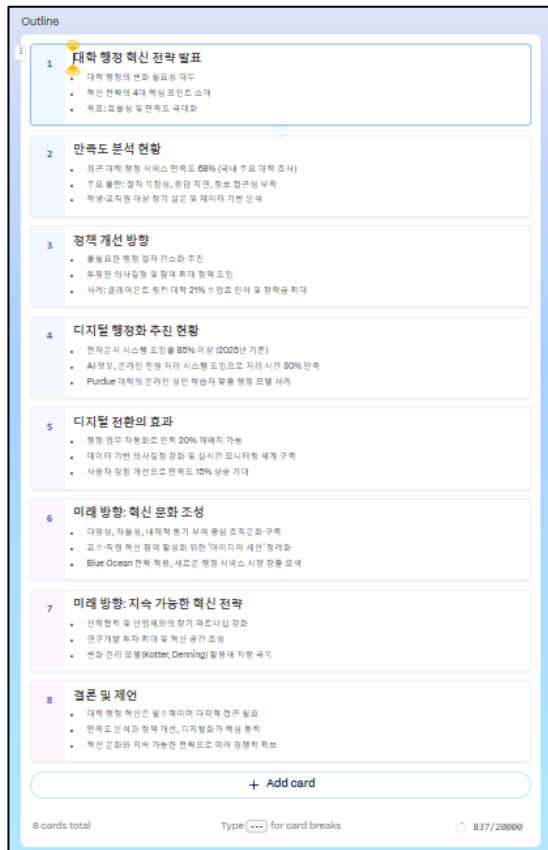 Outline
1
대학 행정 혁신 전략 발표
대학 행정의 변화 필요성 대두
혁신 전략의 4대 핵심 포인트 소개
목표: 효율성 및 만족도 극대화
2
만족도 분석 현황
최근 대학 행정 서비스 만족도 68% (국내 주요 대학 조사)
주요 불만: 절차 복잡성, 응답 지연, 정보 접근성 부족
학생·교직원 대상 정기 설문 및 데이터 기반 분석
3
정책 개선 방향
불필요한 행정 절차 간소화 추진
투명한 의사결정 및 참여 확대 정책 도입
사례: 클레이몬트 링컨 대학 21% 수업료 인하 및 장학금 확대
4
디지털 행정화 추진 현황
전자문서 시스템 도입률 85% 이상 (2025년 기준)
AI 챗봇, 온라인 민원 처리 시스템 도입으로 처리 시간 30% 단축
Purdue 대학의 온라인 성인 학습자 맞춤 행정 모델 사례
5
디지털 전환의 효과
행정 업무 자동화로 인력 20% 재배치 가능
데이터 기반 의사결정 강화 및 실시간 모니터링 체계 구축
사용자 경험 개선으로 만족도 15% 상승 기대
6
미래 방향: 혁신 문화 조성
다양성, 자율성, 내재적 동기 부여 중심 조직문화 구축
교수·직원 혁신 참여 활성화 위한 '아이디어 세션' 정례화
Blue Ocean 전략 적용, 새로운 행정 서비스 시장 창출 모색
7
미래 방향: 지속 가능한 혁신 전략
산학협력 및 산업체와의 장기 파트너십 강화
연구개발 투자 확대 및 혁신 공간 조성
변화 관리 모델(Kotter, Denning) 활용해 저항 극복
8
결론 및 제언
대학 행정 혁신은 필수적이며 다각적 접근 필요
만족도 분석과 정책 개선, 디지털화가 핵심 동력
혁신 문화와 지속 가능한 전략으로 미래 경쟁력 확보
+ Add card
8 cards total
Type --- for card breaks
837/20000